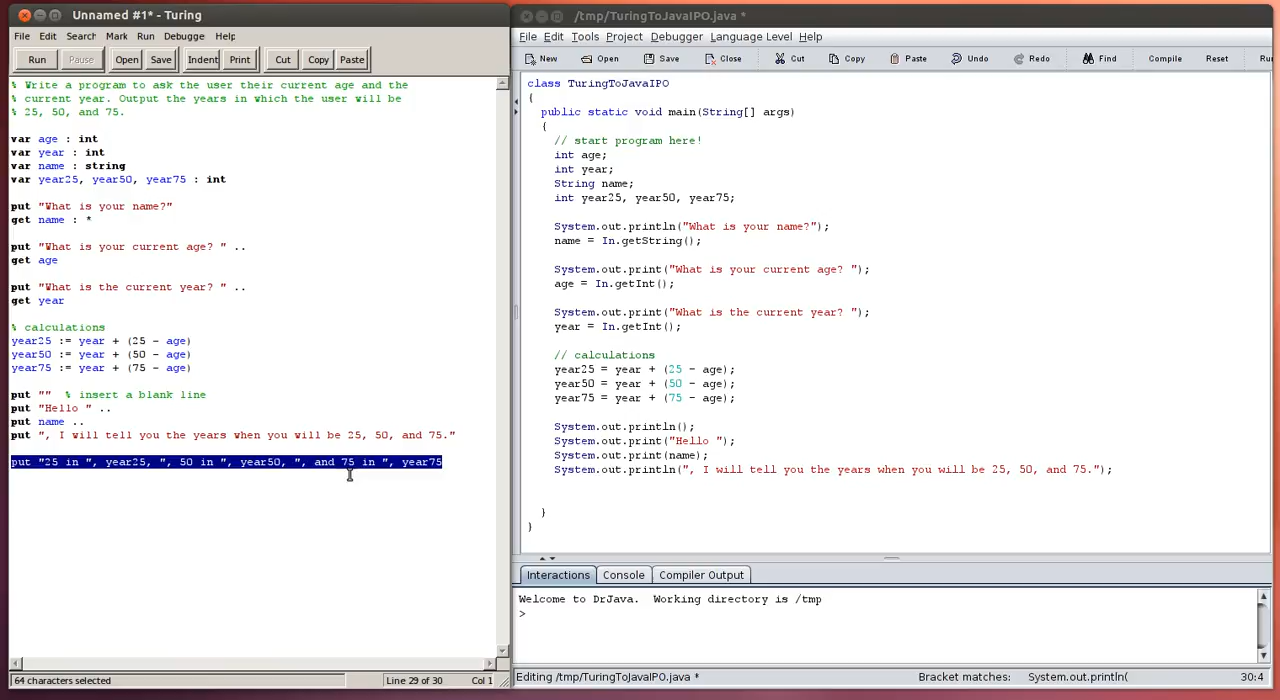 Unnamed #1* - Turing
File Edit Search Mark Run Debugge Help
Run Pause Open Save Indent Print Cut Copy Paste
% Write a program to ask the user their current age and the
% current year. Output the years in which the user will be
% 25, 50, and 75.
var age : int
var year : int
var name : string
var year25, year50, year75 : int
put "What is your name?"
get name : *
put "What is your current age? " ..
get age
put "What is the current year? " ..
get year
% calculations
year25 := year + (25 - age)
year50 := year + (50 - age)
year75 := year + (75 - age)
put "" % insert a blank line
put "Hello " ..
put name ..
put ", I will tell you the years when you will be 25, 50, and 75."
put "25 in ", year25, ", 50 in ", year50, ", and 75 in ", year75
64 characters selected Line 29 of 30 Col 1
/tmp/TuringToJavaIPO.java *
File Edit Tools Project Debugger Language Level Help
New Open Save Close Cut Copy Paste Undo Redo Find Compile Reset Ru
class TuringToJavaIPO
{
public static void main(String[] args)
{
// start program here!
int age;
int year;
String name;
int year25, year50, year75;
System.out.println("What is your name?");
name = In.getString();
System.out.print("What is your current age? ");
age = In.getInt();
System.out.print("What is the current year? ");
year = In.getInt();
// calculations
year25 = year + (25 - age);
year50 = year + (50 - age);
year75 = year + (75 - age);
System.out.println();
System.out.print("Hello ");
System.out.print(name);
System.out.println(", I will tell you the years when you will be 25, 50, and 75.");
}
}
Interactions Console Compiler Output
Welcome to DrJava. Working directory is /tmp
>
Editing /tmp/TuringToJavaIPO.java * Bracket matches: System.out.println( 30:4